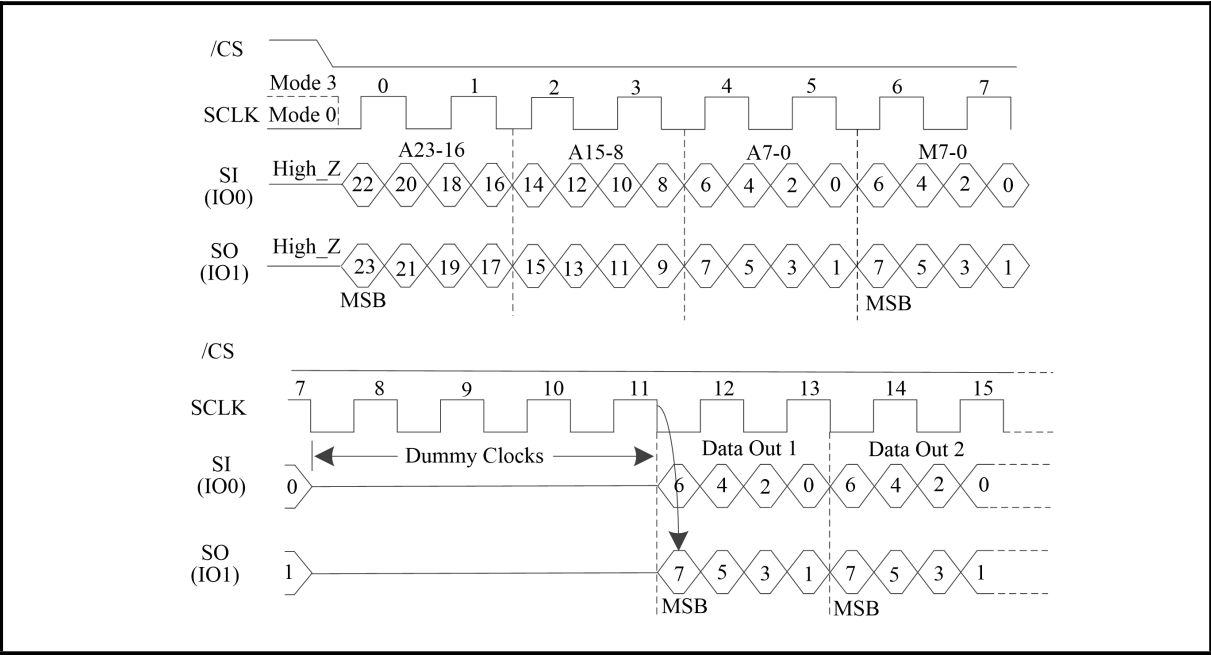 /CS
Mode 3 0 1 2 3 4 5 6 7
SCLK Mode 0
A23-16 A15-8 A7-0 M7-0
SI (IO0) High_Z 22 20 18 16 14 12 10 8 6 4 2 0 6 4 2 0
SO (IO1) High_Z 23 21 19 17 15 13 11 9 7 5 3 1 7 5 3 1
MSB MSB
/CS
7 8 9 10 11 12 13 14 15
SCLK
Dummy Clocks Data Out 1 Data Out 2
SI (IO0) 0 6 4 2 0 6 4 2 0
SO (IO1) 1 7 5 3 1 7 5 3 1
MSB MSB